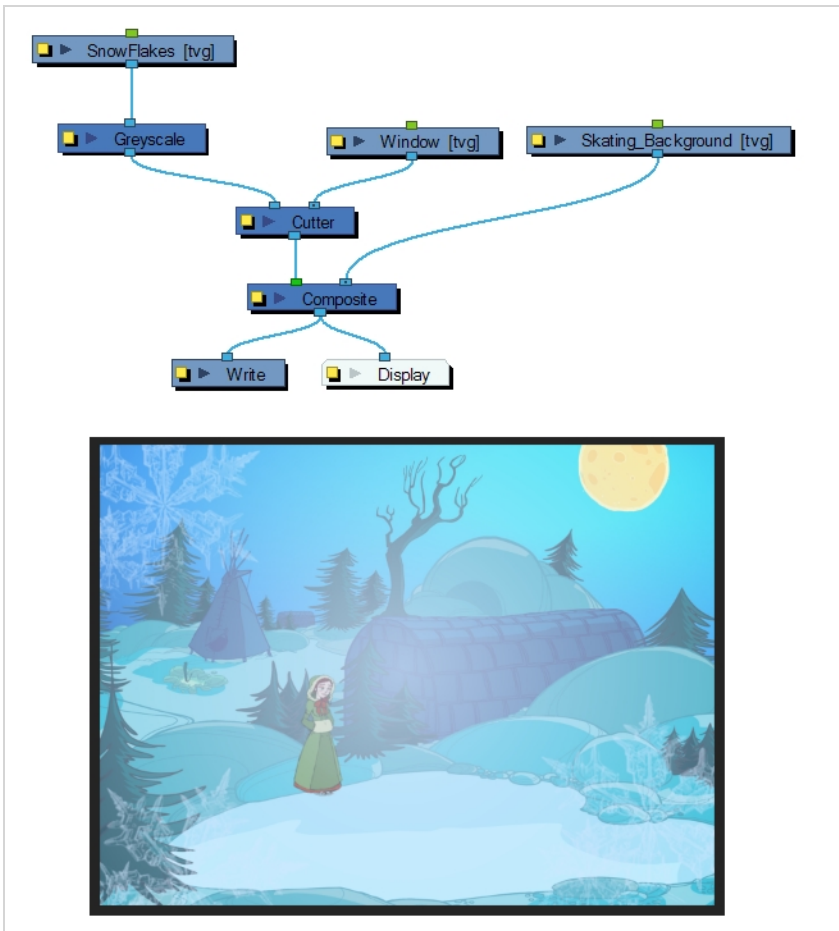 SnowFlakes [tvg]
Greyscale
Window [tvg]
Skating_Background [tvg]
Cutter
Composite
Write
Display